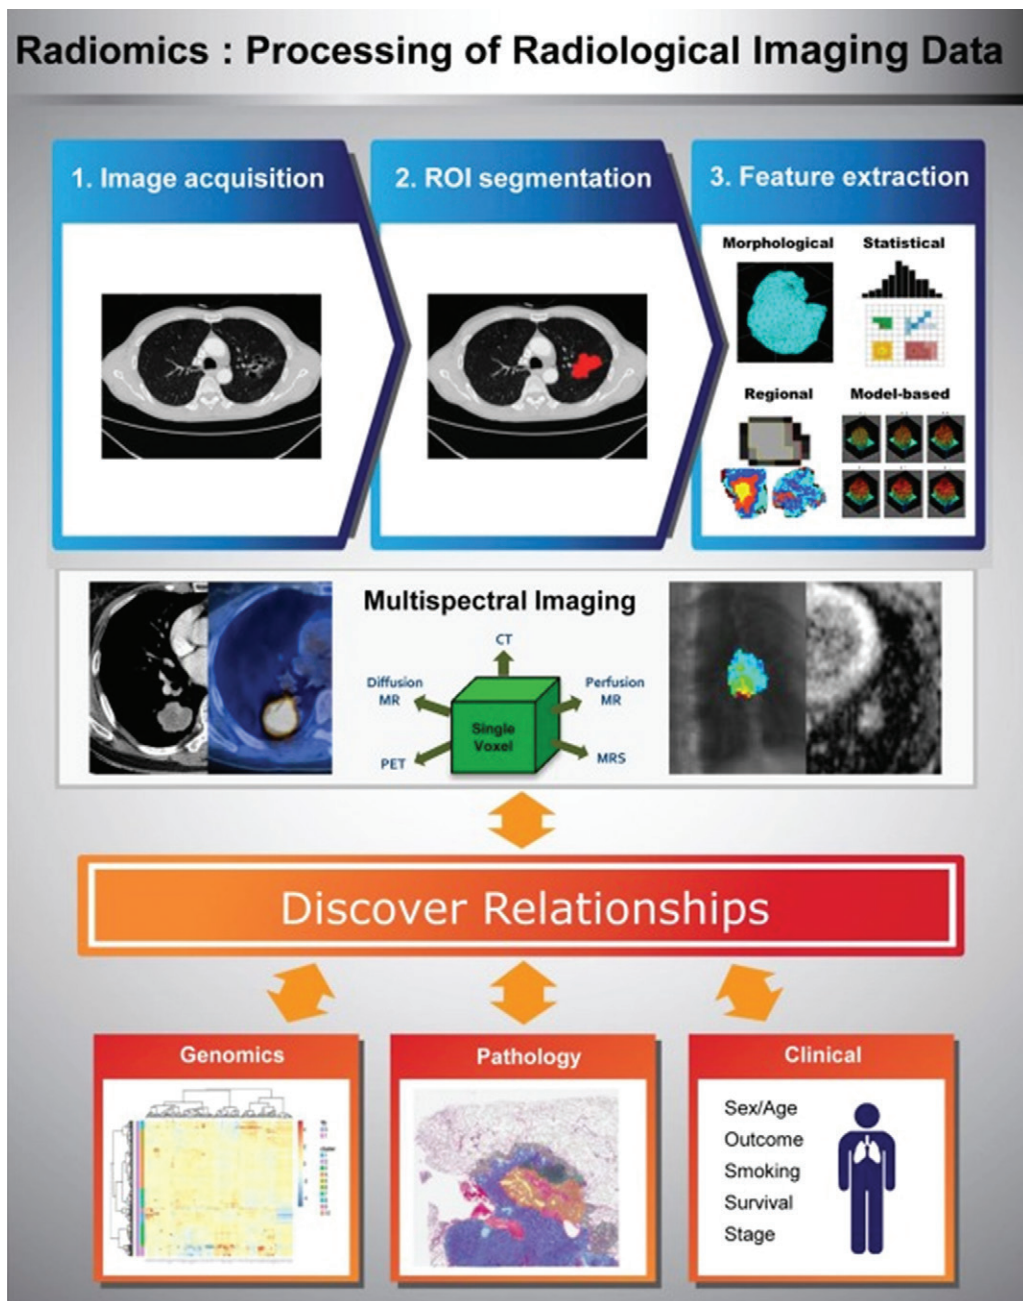 Radiomics : Processing of Radiological Imaging Data
1. Image acquisition
2. ROI segmentation
3. Feature extraction
Morphological
Statistical
Regional
Model-based
Multispectral Imaging
CT
Diffusion
MR
Perfusion
MR
Single
Voxel
PET
MRS
Discover Relationships
Genomics
Pathology
Clinical
Sex/Age
Outcome
Smoking
Survival
Stage